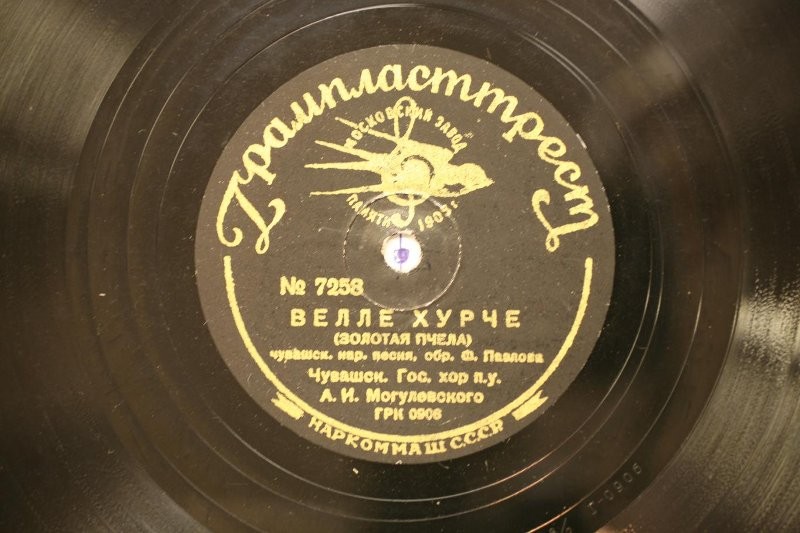 Грампласттрест
МОСКОВСКИЙ ЗАВОД
ПАМЯТИ 1905 г.
№ 7258
ВЕЛЛЕ ХУРЧЕ
(ЗОЛОТАЯ ПЧЕЛА)
чувашск. нар. песня, обр. Ф. Павлова
Чувашск. Гос. хор п.у.
А. И. Могулевского
ГРК 0906
НАРКОММАШ СССР